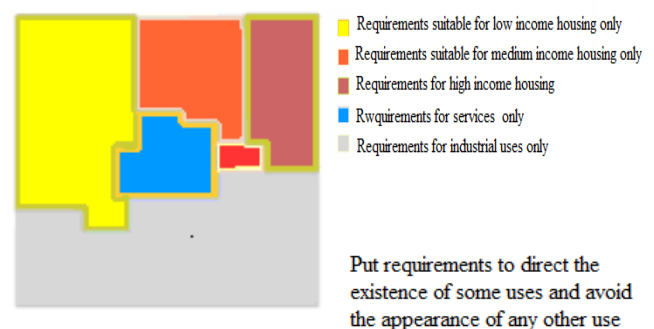 Requirements suitable for low income housing only
Requirements suitable for medium income housing only
Requirements for high income housing
Rwquirements for services only
Requirements for industrial uses only
Put requirements to direct the
existence of some uses and avoid
the appearance of any other use